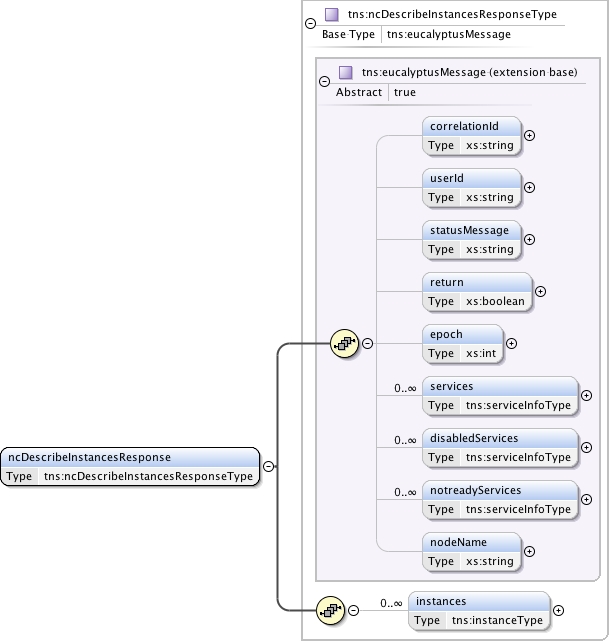 tns:ncDescribeInstancesResponseType
Base Type tns:eucalyptusMessage
tns:eucalyptusMessage (extension base)
Abstract true
correlationId
Type xs:string
userId
Type xs:string
statusMessage
Type xs:string
return
Type xs:boolean
epoch
Type xs:int
0..∞ services
Type tns:serviceInfoType
0..∞ disabledServices
Type tns:serviceInfoType
ncDescribeInstancesResponse
Type tns:ncDescribeInstancesResponseType
0..∞ notreadyServices
Type tns:serviceInfoType
nodeName
Type xs:string
0..∞ instances
Type tns:instanceType